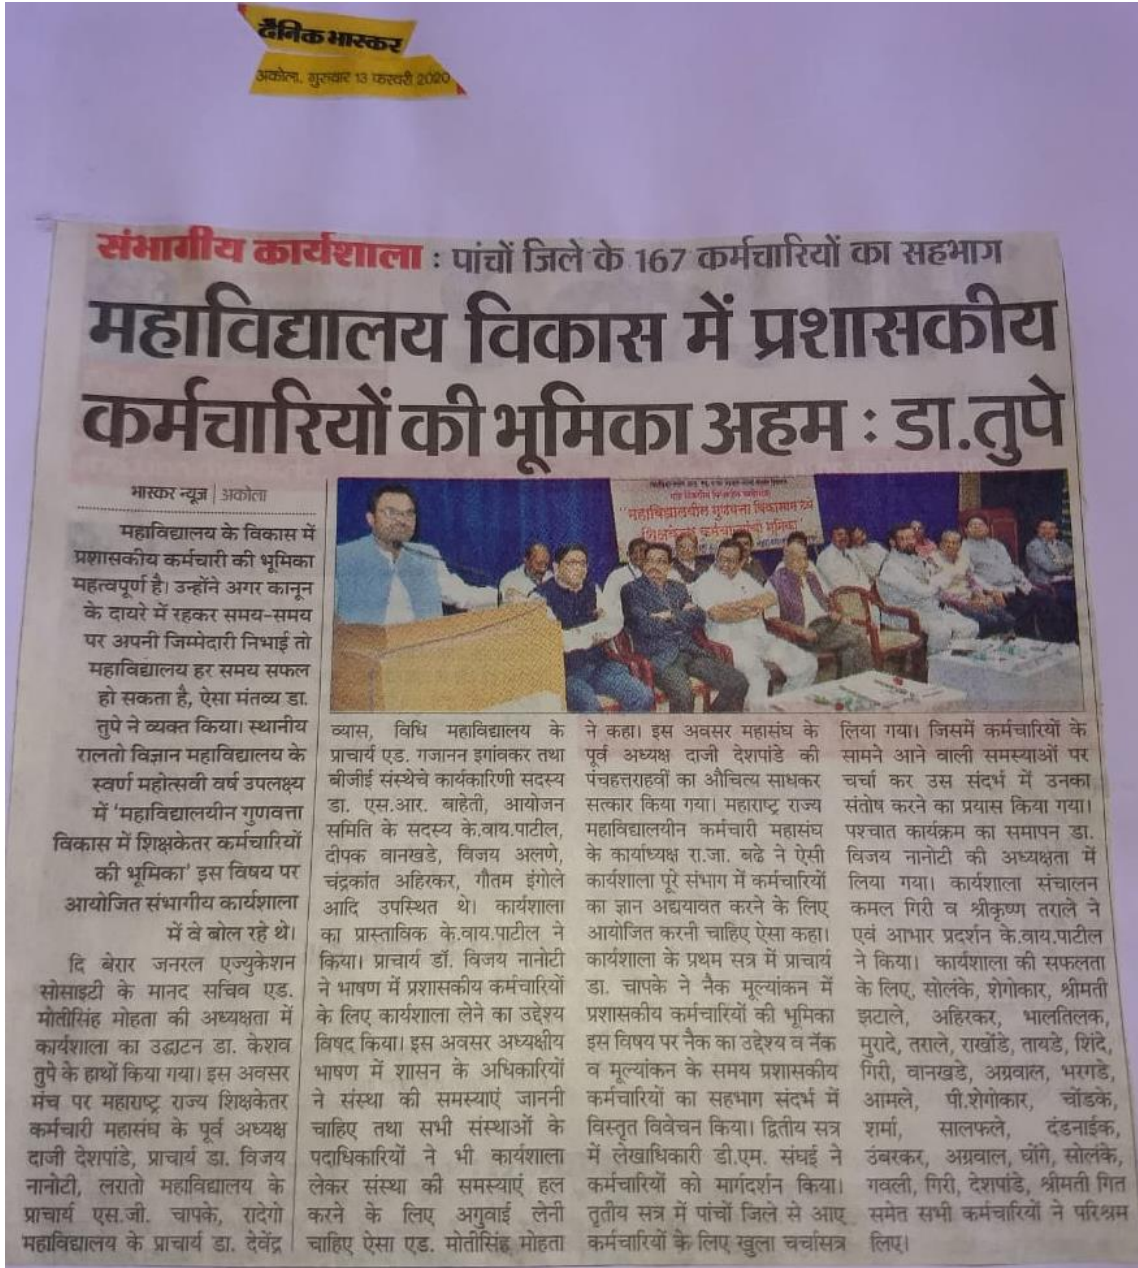 दैनिक भास्कर
अकोला, गुरुवार 13 फरवरी 2020
संभागीय कार्यशाला : पांचों जिले के 167 कर्मचारियों का सहभाग
महाविद्यालय विकास में प्रशासकीय
कर्मचारियों की भूमिका अहम : डा.तुपे
भास्कर न्यूज | अकोला
महाविद्यालय के विकास में
प्रशासकीय कर्मचारी की भूमिका
महत्वपूर्ण है। उन्होंने अगर कानून
के दायरे में रहकर समय-समय
पर अपनी जिम्मेदारी निभाई तो
महाविद्यालय हर समय सफल
हो सकता है, ऐसा मंतव्य डा.
तुपे ने व्यक्त किया। स्थानीय
रालतो विज्ञान महाविद्यालय के
स्वर्ण महोत्सवी वर्ष उपलक्ष्य
में 'महाविद्यालयीन गुणवत्ता
विकास में शिक्षकेतर कर्मचारियों
की भूमिका' इस विषय पर
आयोजित संभागीय कार्यशाला
में वे बोल रहे थे।
दि बेरार जनरल एज्युकेशन
सोसाइटी के मानद सचिव एड.
मोतीसिंह मोहता की अध्यक्षता में
कार्यशाला का उद्घाटन डा. केशव
तुपे के हाथों किया गया। इस अवसर
मंच पर महाराष्ट्र राज्य शिक्षकेतर
कर्मचारी महासंघ के पूर्व अध्यक्ष
दाजी देशपांडे, प्राचार्य डा. विजय
नानोटी, लरातो महाविद्यालय के
प्राचार्य एस.जी. चापके, रादेगो
महाविद्यालय के प्राचार्य डा. देवेंद्र
"महाविद्यालयीन गुणवत्ता विकासात
शिक्षकेत्तर कर्मचाऱ्यांची भूमिका"
व्यास, विधि महाविद्यालय के
प्राचार्य एड. गजानन इगांवकर तथा
बीजीई संस्थेचे कार्यकारिणी सदस्य
डा. एस.आर. बाहेती, आयोजन
समिति के सदस्य के.वाय.पाटील,
दीपक वानखडे, विजय अलणे,
चंद्रकांत अहिरकर, गौतम इंगोले
आदि उपस्थित थे। कार्यशाला
का प्रास्ताविक के.वाय.पाटील ने
किया। प्राचार्य डॉ. विजय नानोटी
ने भाषण में प्रशासकीय कर्मचारियों
के लिए कार्यशाला लेने का उद्देश्य
विषद किया। इस अवसर अध्यक्षीय
भाषण में शासन के अधिकारियों
ने संस्था की समस्याएं जाननी
चाहिए तथा सभी संस्थाओं के
पदाधिकारियों ने भी कार्यशाला
लेकर संस्था की समस्याएं हल
करने के लिए अगुवाई लेनी
चाहिए ऐसा एड. मोतीसिंह मोहता
ने कहा। इस अवसर महासंघ के
पूर्व अध्यक्ष दाजी देशपांडे की
पंचहत्तराहवीं का औचित्य साधकर
सत्कार किया गया। महाराष्ट्र राज्य
महाविद्यालयीन कर्मचारी महासंघ
के कार्याध्यक्ष रा.जा. बढे ने ऐसी
कार्यशाला पूरे संभाग में कर्मचारियों
का ज्ञान अद्ययावत करने के लिए
आयोजित करनी चाहिए ऐसा कहा।
कार्यशाला के प्रथम सत्र में प्राचार्य
डा. चापके ने नैक मूल्यांकन में
प्रशासकीय कर्मचारियों की भूमिका
इस विषय पर नैक का उद्देश्य व नॅक
व मूल्यांकन के समय प्रशासकीय
कर्मचारियों का सहभाग संदर्भ में
विस्तृत विवेचन किया। द्वितीय सत्र
में लेखाधिकारी डी.एम. संघई ने
कर्मचारियों को मार्गदर्शन किया।
तृतीय सत्र में पांचों जिले से आए
कर्मचारियों के लिए खुला चर्चासत्र
लिया गया। जिसमें कर्मचारियों के
सामने आने वाली समस्याओं पर
चर्चा कर उस संदर्भ में उनका
संतोष करने का प्रयास किया गया।
पश्चात कार्यक्रम का समापन डा.
विजय नानोटी की अध्यक्षता में
लिया गया। कार्यशाला संचालन
कमल गिरी व श्रीकृष्ण तराले ने
एवं आभार प्रदर्शन के.वाय.पाटील
ने किया। कार्यशाला की सफलता
के लिए, सोलंके, शेगोकार, श्रीमती
झटाले, अहिरकर, भालतिलक,
मुरादे, तराले, राखोंडे, तायडे, शिंदे,
गिरी, वानखडे, अग्रवाल, भरगडे,
आमले, पी.शेगोकार, चोंडके,
शर्मा, सालफले, दंडनाईक,
उंबरकर, अग्रवाल, घोंगे, सोलंके,
गवली, गिरी, देशपांडे, श्रीमती गित
समेत सभी कर्मचारियों ने परिश्रम
लिए।